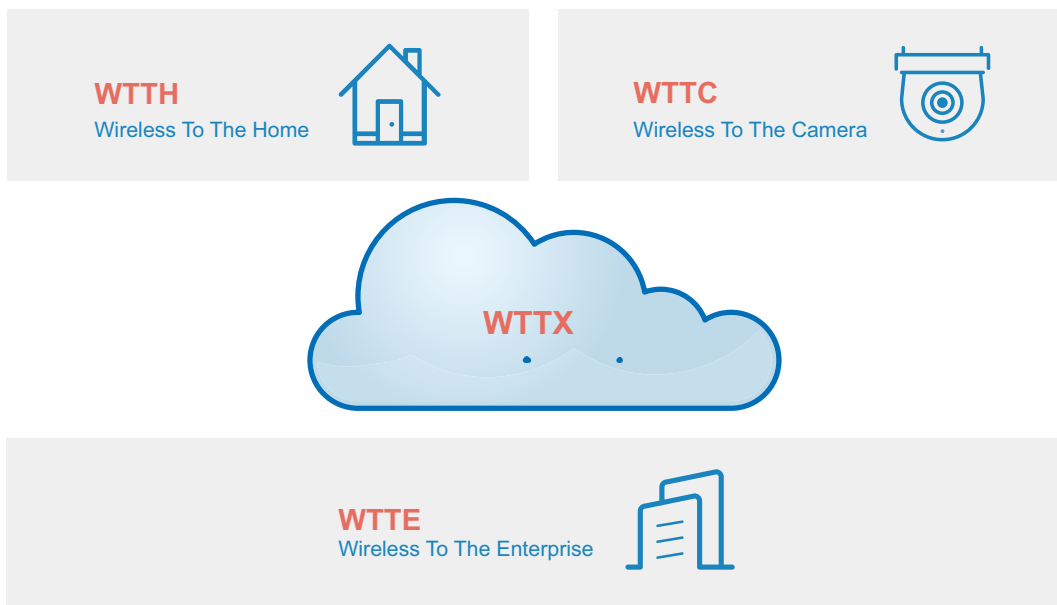 WTTH
Wireless To The Home
WTTC
Wireless To The Camera
WTTX
WTTE
Wireless To The Enterprise